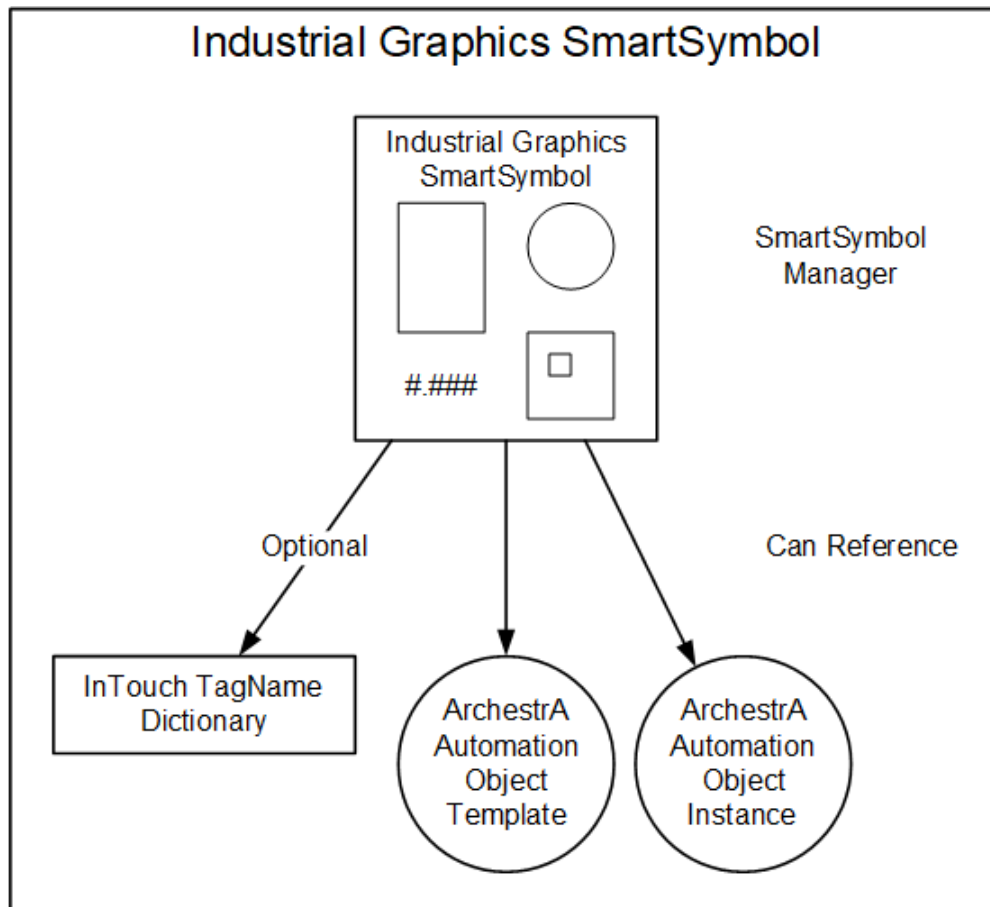 Industrial Graphics SmartSymbol
Industrial Graphics
SmartSymbol
SmartSymbol
Manager
#.###
Optional
Can Reference
InTouch TagName
Dictionary
ArchestrA
Automation
Object
Template
ArchestrA
Automation
Object
Instance